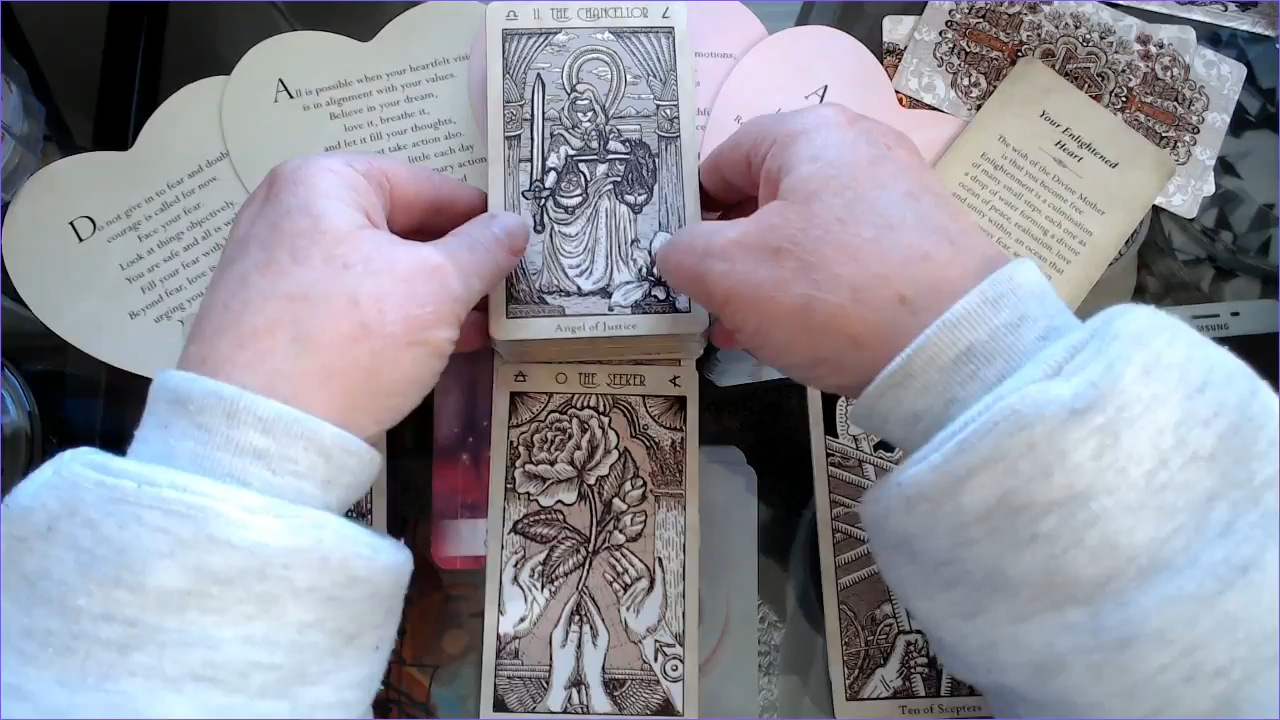 11 THE CHANCELLOR
Angel of Justice
0 THE SEEKER
Ten of Scepters
All is possible when your heartfelt
is in alignment with your values.
Believe in your dream,
love it, breathe it,
and let it fill your thoughts,
take action also.
little each day
action
Do not give in to fear and
courage is called for now.
Face your fear.
Look at things objectively.
You are safe and all is
Fill your fear with
Beyond fear, love
urging you
A
Your Enlightened
Heart
The wish of the Divine Mother
is that you become free.
Enlightenment is a culmination
of many small steps, each one as
a drop of water forming a divine
ocean of peace, realisation, love
and unity within, an ocean that
fear,
SAMSUNG